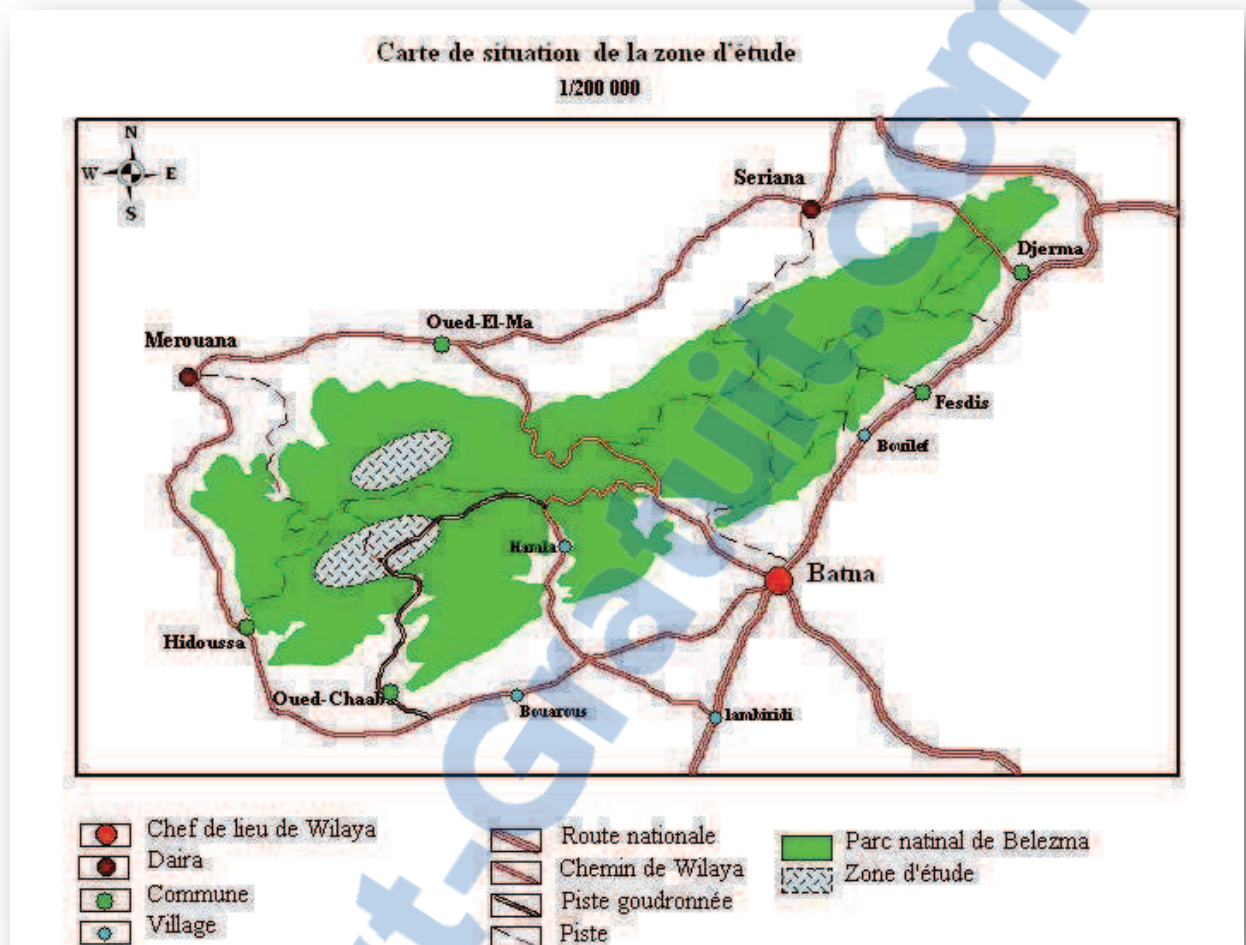 Carte de situation de la zone d'étude
1/200 000
N
W E
S
Seriana
Djerma
Oued-El-Ma
Merouana
Fesdis
Bouilef
Hamla
Batna
Hidoussa
Oued-Chaaba
Bouarous
lambiridi
Chef de lieu de Wilaya
Daira
Commune
Village
Route nationale
Chemin de Wilaya
Piste goudronnée
Piste
Parc natinal de Belezma
Zone d'étude